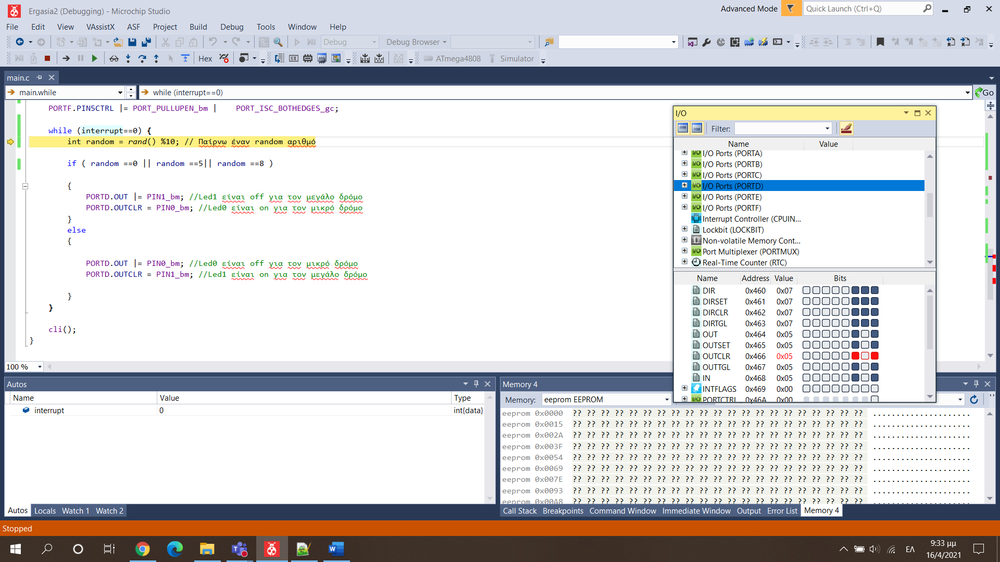 Ergasia2 (Debugging) - Microchip Studio
Advanced Mode
Quick Launch (Ctrl+Q)
File Edit View VAssistX ASF Project Build Debug Tools Window Help
Debug Debug Browser
Hex ATmega4808 Simulator
main.c
main.while while (interrupt==0) Go
PORTF.PIN5CTRL |= PORT_PULLUPEN_bm | PORT_ISC_BOTHEDGES_gc;
while (interrupt==0) {
int random = rand() %10; // Παίρνω έναν random αριθμό
if ( random ==0 || random ==5|| random ==8 )
{
PORTD.OUT |= PIN1_bm; //Led1 είναι off για τον μεγάλο δρόμο
PORTD.OUTCLR = PIN0_bm; //Led0 είναι on για τον μικρό δρόμο
}
else
{
PORTD.OUT |= PIN0_bm; //Led0 είναι off για τον μικρό δρόμο
PORTD.OUTCLR = PIN1_bm; //Led1 είναι on για τον μεγάλο δρόμο
}
}
cli();
}
100 %
I/O
Filter:
Name Value
I/O Ports (PORTA)
I/O Ports (PORTB)
I/O Ports (PORTC)
I/O Ports (PORTD)
I/O Ports (PORTE)
I/O Ports (PORTF)
Interrupt Controller (CPUIN...
Lockbit (LOCKBIT)
Non-volatile Memory Cont...
Port Multiplexer (PORTMUX)
Real-Time Counter (RTC)
Name Address Value Bits
DIR 0x460 0x07
DIRSET 0x461 0x07
DIRCLR 0x462 0x07
DIRTGL 0x463 0x07
OUT 0x464 0x05
OUTSET 0x465 0x05
OUTCLR 0x466 0x05
OUTTGL 0x467 0x05
IN 0x468 0x05
INTFLAGS 0x469 0x00
PORTCTRL 0x46A 0x00
Autos
Name Value Type
interrupt 0 int{data}
Autos Locals Watch 1 Watch 2
Memory 4
Memory: eeprom EEPROM
eeprom 0x0000 ?? ?? ?? ?? ?? ?? ?? ?? ?? ?? ?? ?? ?? ?? ?? ?? ?? ?? ?? ?? ?? .....................
eeprom 0x0015 ?? ?? ?? ?? ?? ?? ?? ?? ?? ?? ?? ?? ?? ?? ?? ?? ?? ?? ?? ?? ?? .....................
eeprom 0x002A ?? ?? ?? ?? ?? ?? ?? ?? ?? ?? ?? ?? ?? ?? ?? ?? ?? ?? ?? ?? ?? .....................
eeprom 0x003F ?? ?? ?? ?? ?? ?? ?? ?? ?? ?? ?? ?? ?? ?? ?? ?? ?? ?? ?? ?? ?? .....................
eeprom 0x0054 ?? ?? ?? ?? ?? ?? ?? ?? ?? ?? ?? ?? ?? ?? ?? ?? ?? ?? ?? ?? ?? .....................
eeprom 0x0069 ?? ?? ?? ?? ?? ?? ?? ?? ?? ?? ?? ?? ?? ?? ?? ?? ?? ?? ?? ?? ?? .....................
eeprom 0x007E ?? ?? ?? ?? ?? ?? ?? ?? ?? ?? ?? ?? ?? ?? ?? ?? ?? ?? ?? ?? ?? .....................
eeprom 0x0093 ?? ?? ?? ?? ?? ?? ?? ?? ?? ?? ?? ?? ?? ?? ?? ?? ?? ?? ?? ?? ?? .....................
eeprom 0x00A8 ?? ?? ?? ?? ?? ?? ?? ?? ?? ?? ?? ?? ?? ?? ?? ?? ?? ?? ?? ?? ?? .....................
Call Stack Breakpoints Command Window Immediate Window Output Error List Memory 4
Stopped
ΕΛ
9:33 μμ
16/4/2021